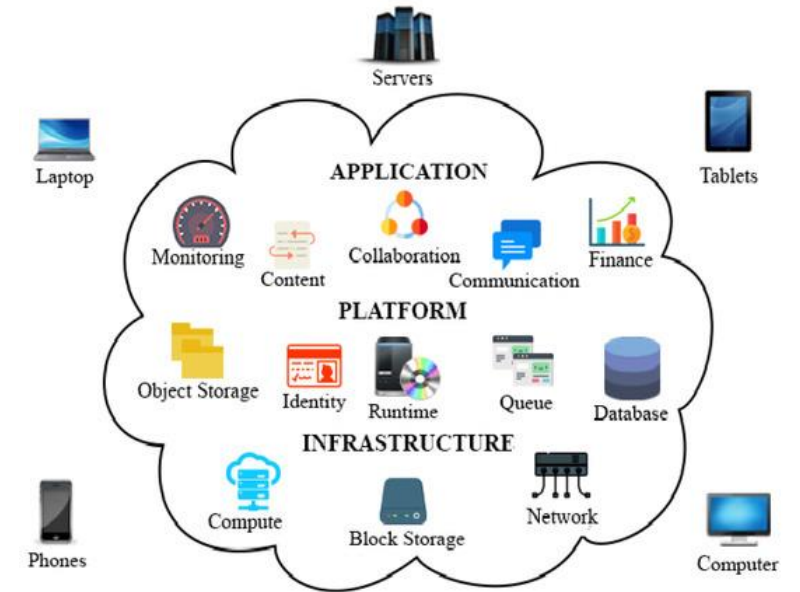 Servers
Laptop
Tablets
APPLICATION
Monitoring
Content
Collaboration
Communication
Finance
PLATFORM
Object Storage
Identity
Runtime
Queue
Database
INFRASTRUCTURE
Compute
Block Storage
Network
Phones
Computer